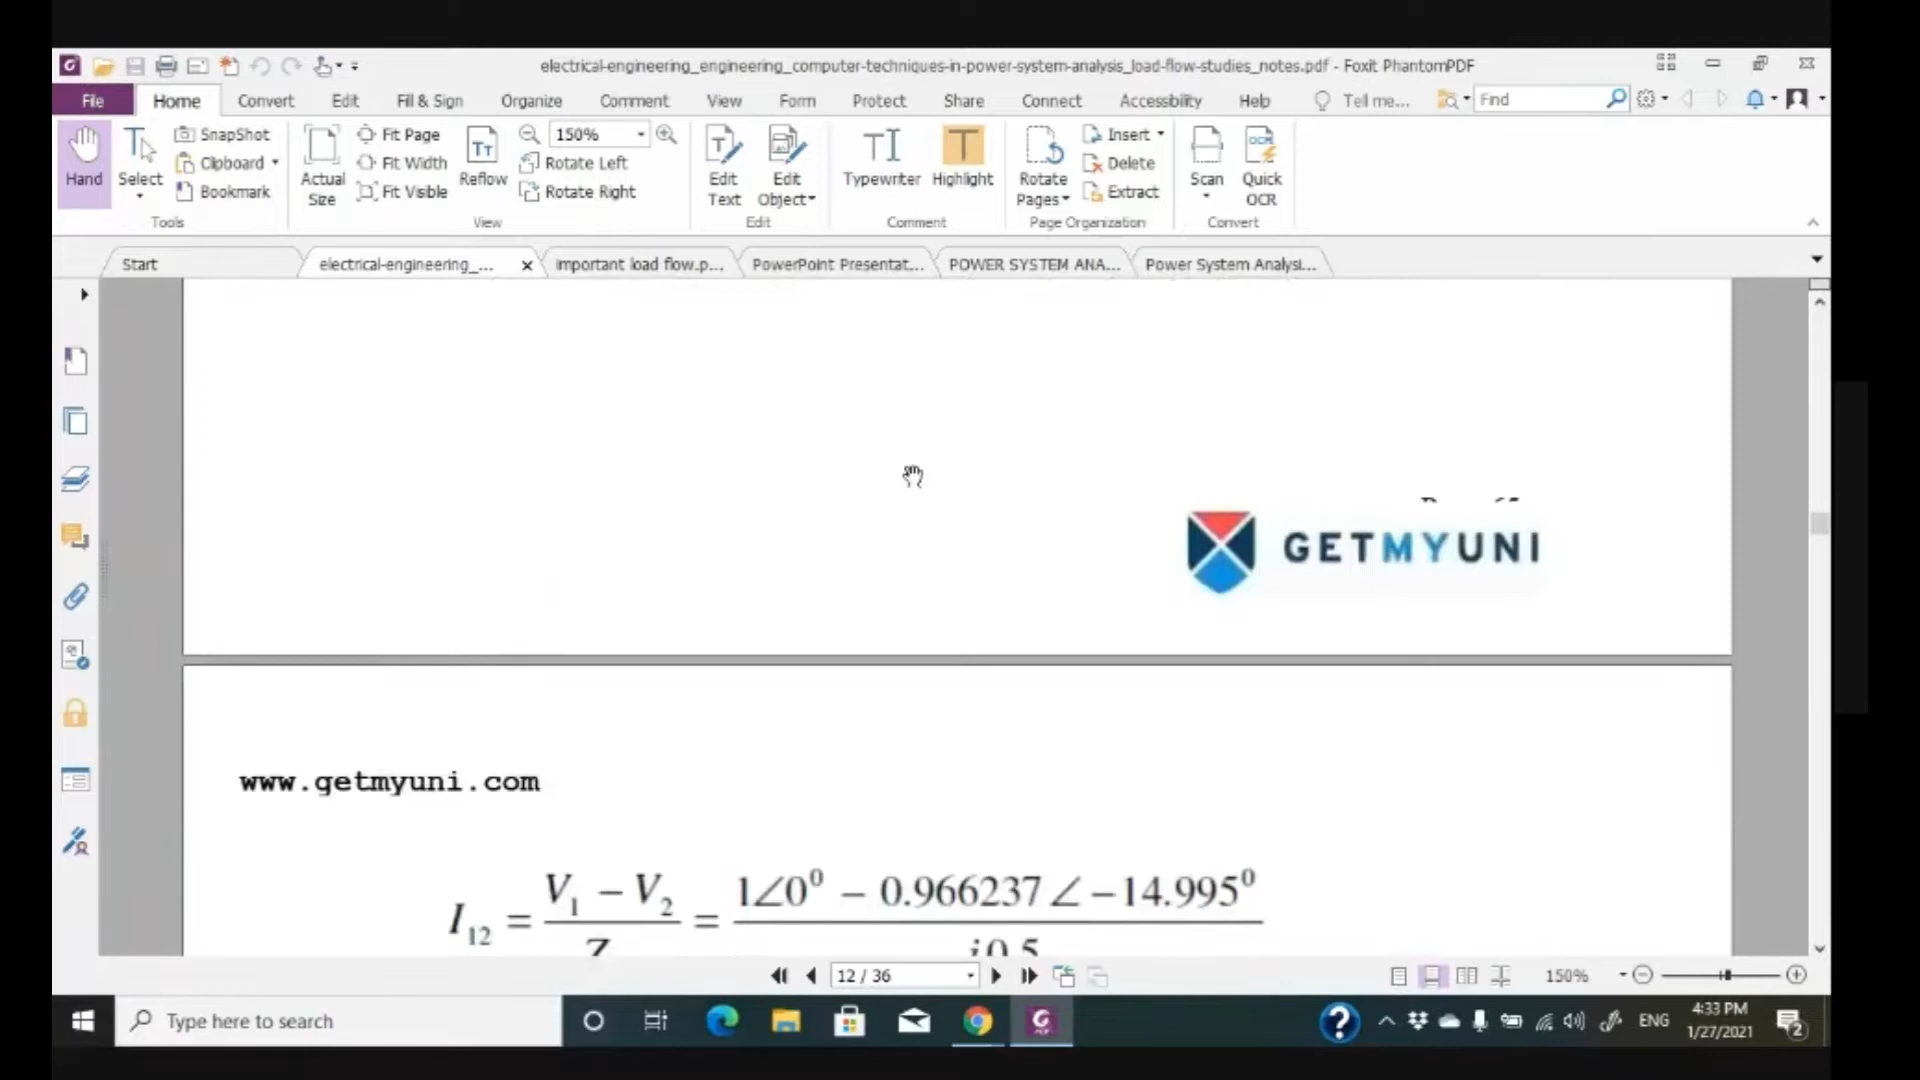 electrical-engineering_engineering_computer-techniques-in-power-system-analysis_load-flow-studies_notes.pdf - Foxit PhantomPDF
File Home Convert Edit Fill & Sign Organize Comment View Form Protect Share Connect Accessibility Help Tell me... Find
SnapShot Fit Page 150% Insert
Clipboard Fit Width Rotate Left Delete
Bookmark Fit Visible Rotate Right Extract
Hand Select Actual Size Reflow Edit Text Edit Object Typewriter Highlight Rotate Pages Scan Quick OCR
Tools View Edit Comment Page Organization Convert
Start electrical-engineering_... important load flow.p... PowerPoint Presentat... POWER SYSTEM ANA... Power System Analysi...
GETMYUNI
www.getmyuni.com
I₁₂ = V₁ − V₂ / Z = 1∠0⁰ − 0.966237∠−14.995⁰ / j0.5
12 / 36 150%
Type here to search ENG 4:33 PM
1/27/2021 2